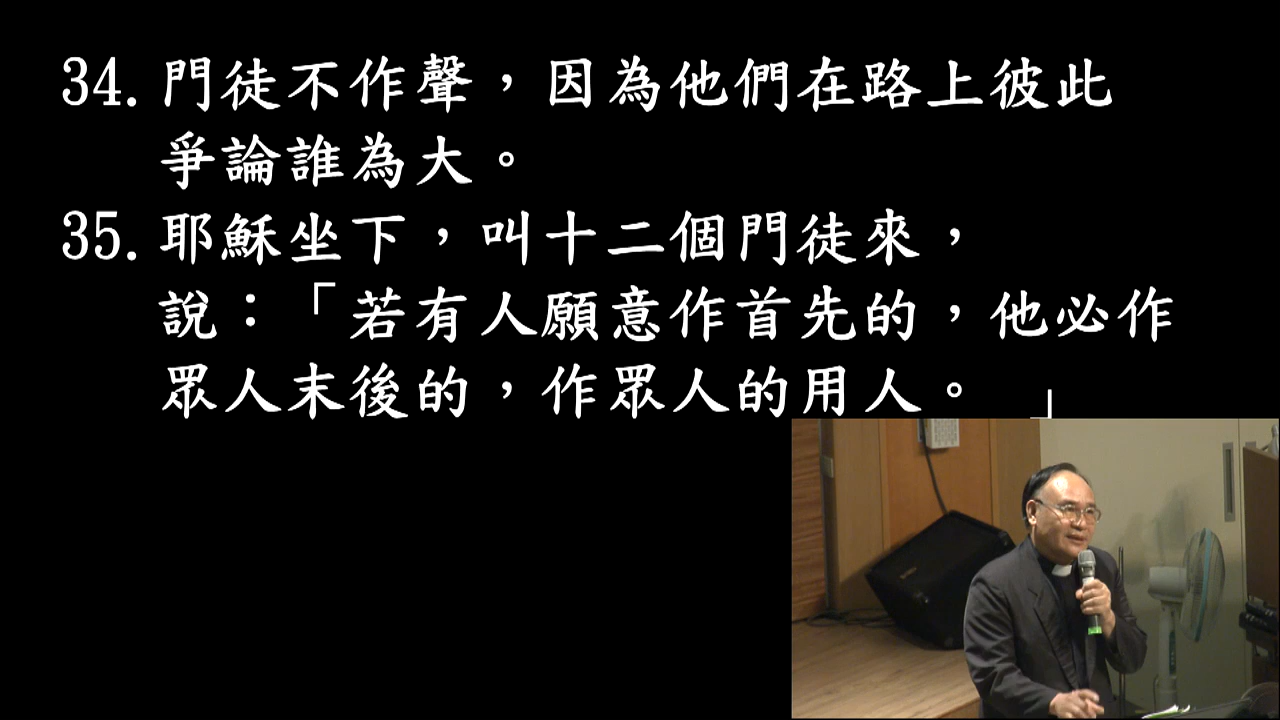 34. 門徒不作聲，因為他們在路上彼此
爭論誰為大。
35. 耶穌坐下，叫十二個門徒來，
說：「若有人願意作首先的，他必作
眾人末後的，作眾人的用人。」